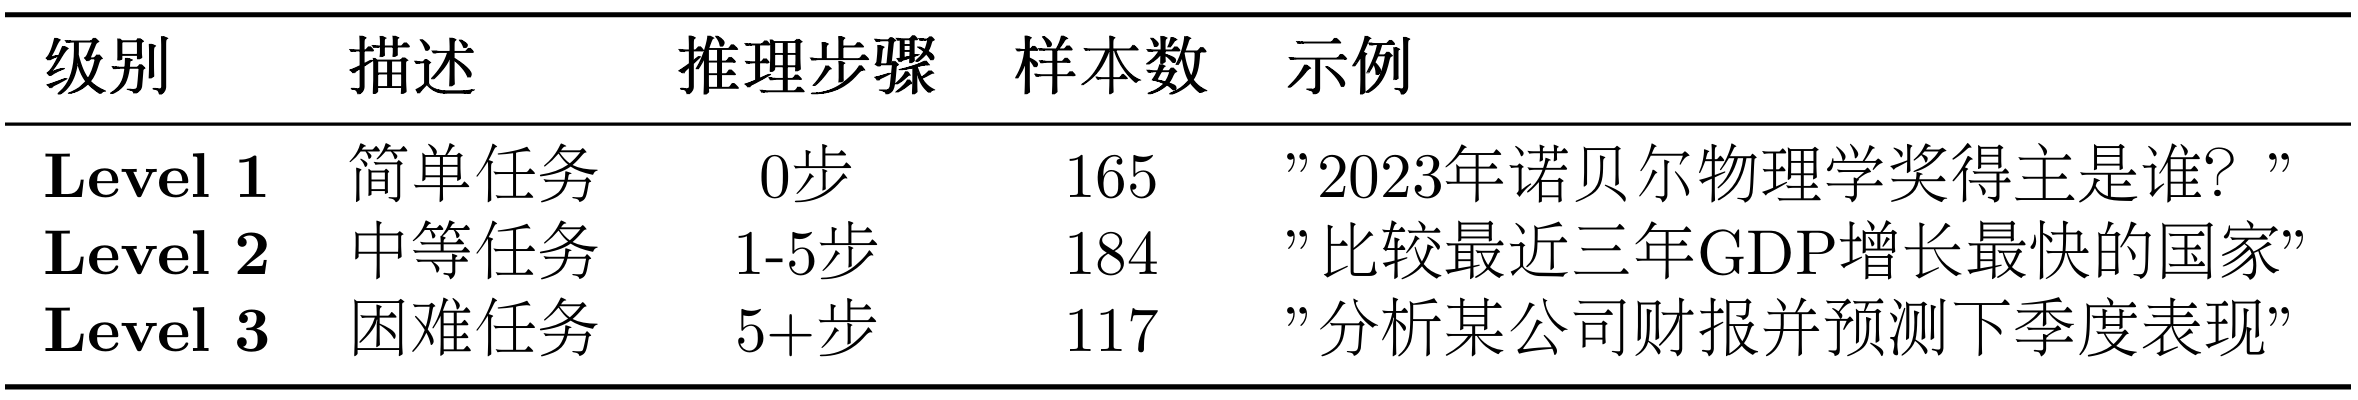 级别 描述 推理步骤 样本数 示例
Level 1 简单任务 0步 165 ”2023年诺贝尔物理学奖得主是谁？”
Level 2 中等任务 1-5步 184 ”比较最近三年GDP增长最快的国家”
Level 3 困难任务 5+步 117 ”分析某公司财报并预测下季度表现”